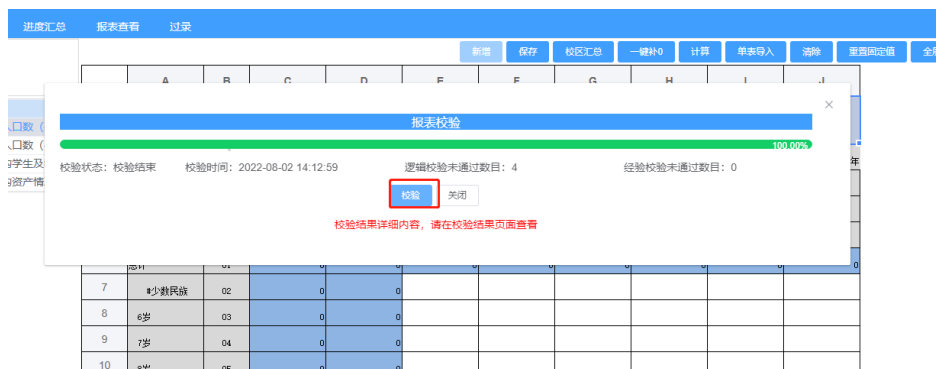 进度汇总 报表查看 过录
新增 保存 校区汇总 一键补0 计算 单表导入 清除 重置固定值
A B C D E F G H I J
×
报表校验
100.00%
校验状态：校验结束 校验时间：2022-08-02 14:12:59 逻辑校验未通过数目：4 经验校验未通过数目：0
校验 关闭
校验结果详细内容，请在校验结果页面查看
人口数（
人口数（
学生及
资产情
年
总计 01 0 0 0 0 0 0 0 0
7 #少数民族 02 0 0
8 6岁 03 0 0
9 7岁 04 0 0
10 8岁 05 0 0